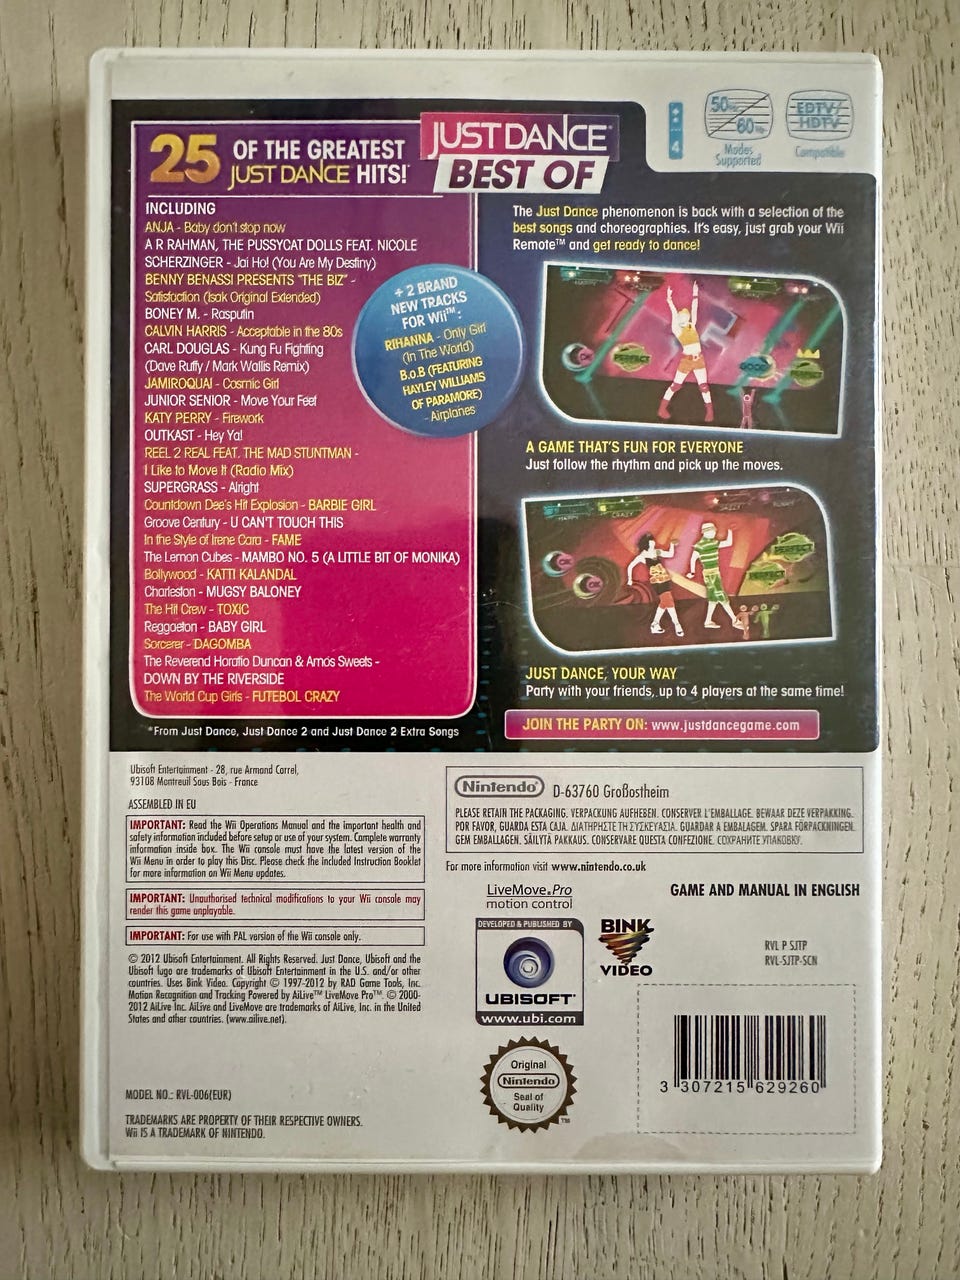 25 OF THE GREATEST
JUST DANCE HITS!
JUST DANCE
BEST OF
50Hz
60Hz
Modes
Supported
EDTV/
HDTV
Compatible
4
INCLUDING
ANJA - Baby don't stop now
A R RAHMAN, THE PUSSYCAT DOLLS FEAT. NICOLE
SCHERZINGER - Jai Ho! (You Are My Destiny)
BENNY BENASSI PRESENTS "THE BIZ" -
Satisfaction (Isak Original Extended)
BONEY M. - Rasputin
CALVIN HARRIS - Acceptable in the 80s
CARL DOUGLAS - Kung Fu Fighting
(Dave Ruffy / Mark Wallis Remix)
JAMIROQUAI - Cosmic Girl
JUNIOR SENIOR - Move Your Feet
KATY PERRY - Firework
OUTKAST - Hey Ya!
REEL 2 REAL FEAT. THE MAD STUNTMAN -
I Like to Move It (Radio Mix)
SUPERGRASS - Alright
Countdown Dee's Hit Explosion - BARBIE GIRL
Groove Century - U CAN'T TOUCH THIS
In the Style of Irene Cara - FAME
The Lemon Cubes - MAMBO NO. 5 (A LITTLE BIT OF MONIKA)
Bollywood - KATTI KALANDAL
Charleston - MUGSY BALONEY
The Hit Crew - TOXIC
Reggaeton - BABY GIRL
Sorcerer - DAGOMBA
The Reverend Horatio Duncan & Amos Sweets -
DOWN BY THE RIVERSIDE
The World Cup Girls - FUTEBOL CRAZY
*From Just Dance, Just Dance 2 and Just Dance 2 Extra Songs
+ 2 BRAND
NEW TRACKS
FOR Wii™:
RIHANNA - Only Girl
(In The World)
B.o.B (FEATURING
HAYLEY WILLIAMS
OF PARAMORE)
- Airplanes
The Just Dance phenomenon is back with a selection of the
best songs and choreographies. It's easy, just grab your Wii
Remote™ and get ready to dance!
OK
PERFECT
GOOD
PERFECT
A GAME THAT'S FUN FOR EVERYONE
Just follow the rhythm and pick up the moves.
HAPPY
CRAZY
JAZZY
FUNKY
OK
OK
PERFECT
PERFECT
JUST DANCE, YOUR WAY
Party with your friends, up to 4 players at the same time!
JOIN THE PARTY ON: www.justdancegame.com
Ubisoft Entertainment - 28, rue Armand Carrel,
93108 Montreuil Sous Bois - France
ASSEMBLED IN EU
IMPORTANT: Read the Wii Operations Manual and the important health and
safety information included before setup or use of your system. Complete warranty
information inside box. The Wii console must have the latest version of the
Wii Menu in order to play this Disc. Please check the included Instruction Booklet
for more information on Wii Menu updates.
IMPORTANT: Unauthorised technical modifications to your Wii console may
render this game unplayable.
IMPORTANT: For use with PAL version of the Wii console only.
© 2012 Ubisoft Entertainment. All Rights Reserved. Just Dance, Ubisoft and the
Ubisoft logo are trademarks of Ubisoft Entertainment in the U.S. and/or other
countries. Uses Bink Video. Copyright © 1997-2012 by RAD Game Tools, Inc.
Motion Recognition and Tracking Powered by AiLive™ LiveMove Pro™. © 2000-
2012 AiLive Inc. AiLive and LiveMove are trademarks of AiLive, Inc. in the United
States and other countries. (www.ailive.net).
MODEL NO.: RVL-006(EUR)
TRADEMARKS ARE PROPERTY OF THEIR RESPECTIVE OWNERS.
Wii IS A TRADEMARK OF NINTENDO.
Nintendo D-63760 Großostheim
PLEASE RETAIN THE PACKAGING. VERPACKUNG AUFHEBEN. CONSERVER L'EMBALLAGE. BEWAAR DEZE VERPAKKING.
POR FAVOR, GUARDA ESTA CAJA. ΔΙΑΤΗΡΗΣΤΕ ΤΗ ΣΥΣΚΕΥΑΣΙΑ. GUARDAR A EMBALAGEM. SPARA FÖRPACKNINGEN.
GEM EMBALLAGEN. SÄILYTÄ PAKKAUS. CONSERVARE QUESTA CONFEZIONE. СОХРАНИТЕ УПАКОВКУ.
For more information visit www.nintendo.co.uk
LiveMove.Pro
motion control
GAME AND MANUAL IN ENGLISH
DEVELOPED & PUBLISHED BY
UBISOFT
www.ubi.com
BINK
VIDEO
RVL P SJTP
RVL-SJTP-SCN
Original
Nintendo
Seal of
Quality
TM
3 307215 629260